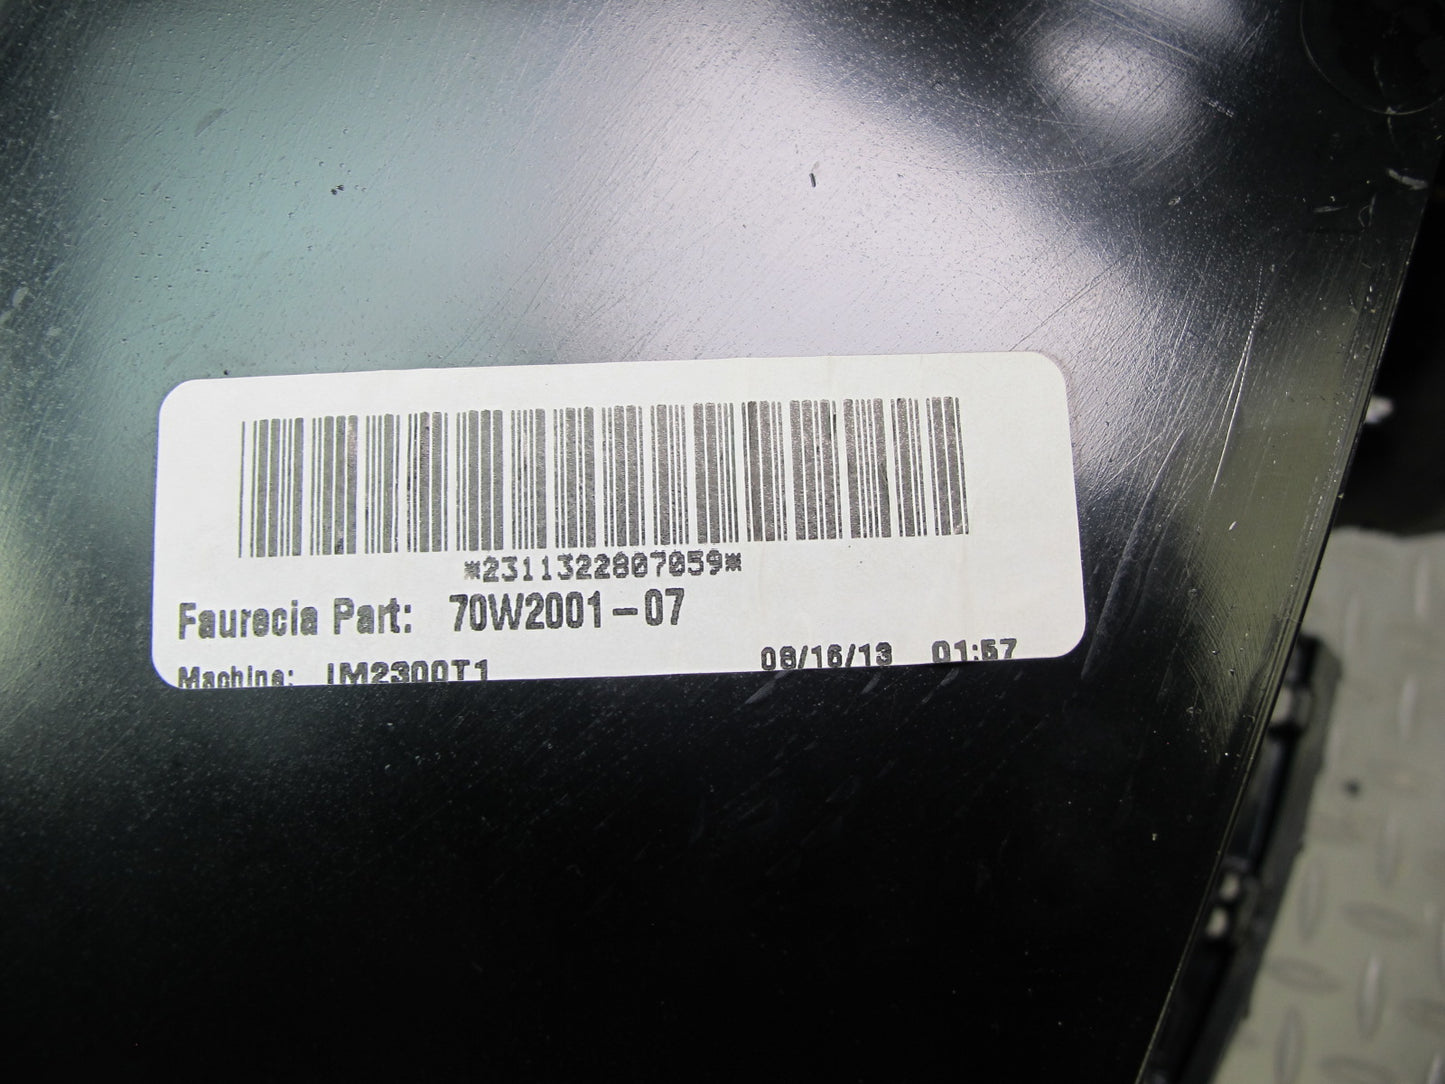 *2311322807059*
Faurecia Part: 70W2001-07
Machine: IM2300T1 08/16/13 01:57